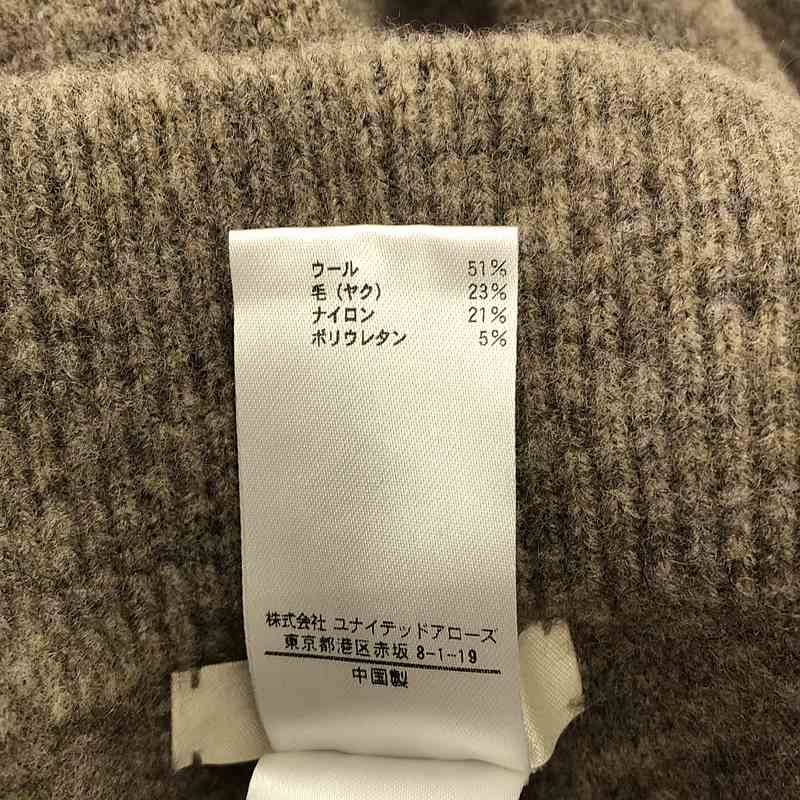 ウール 51%
毛(ヤク) 23%
ナイロン 21%
ポリウレタン 5%
株式会社 ユナイテッドアローズ
東京都港区赤坂 8-1-19
中国製